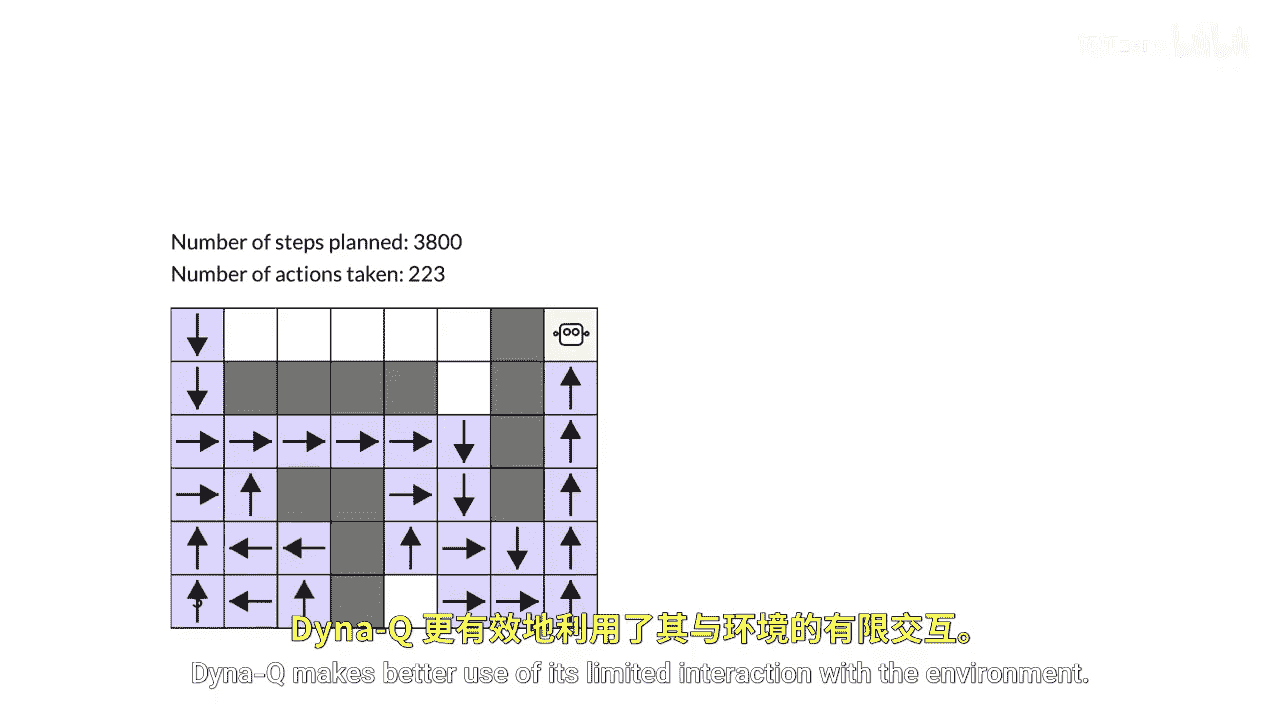 Number of steps planned: 3800
Number of actions taken: 223
Dyna-Q 更有效地利用了其与环境的有限交互。
Dyna-Q makes better use of its limited interaction with the environment.